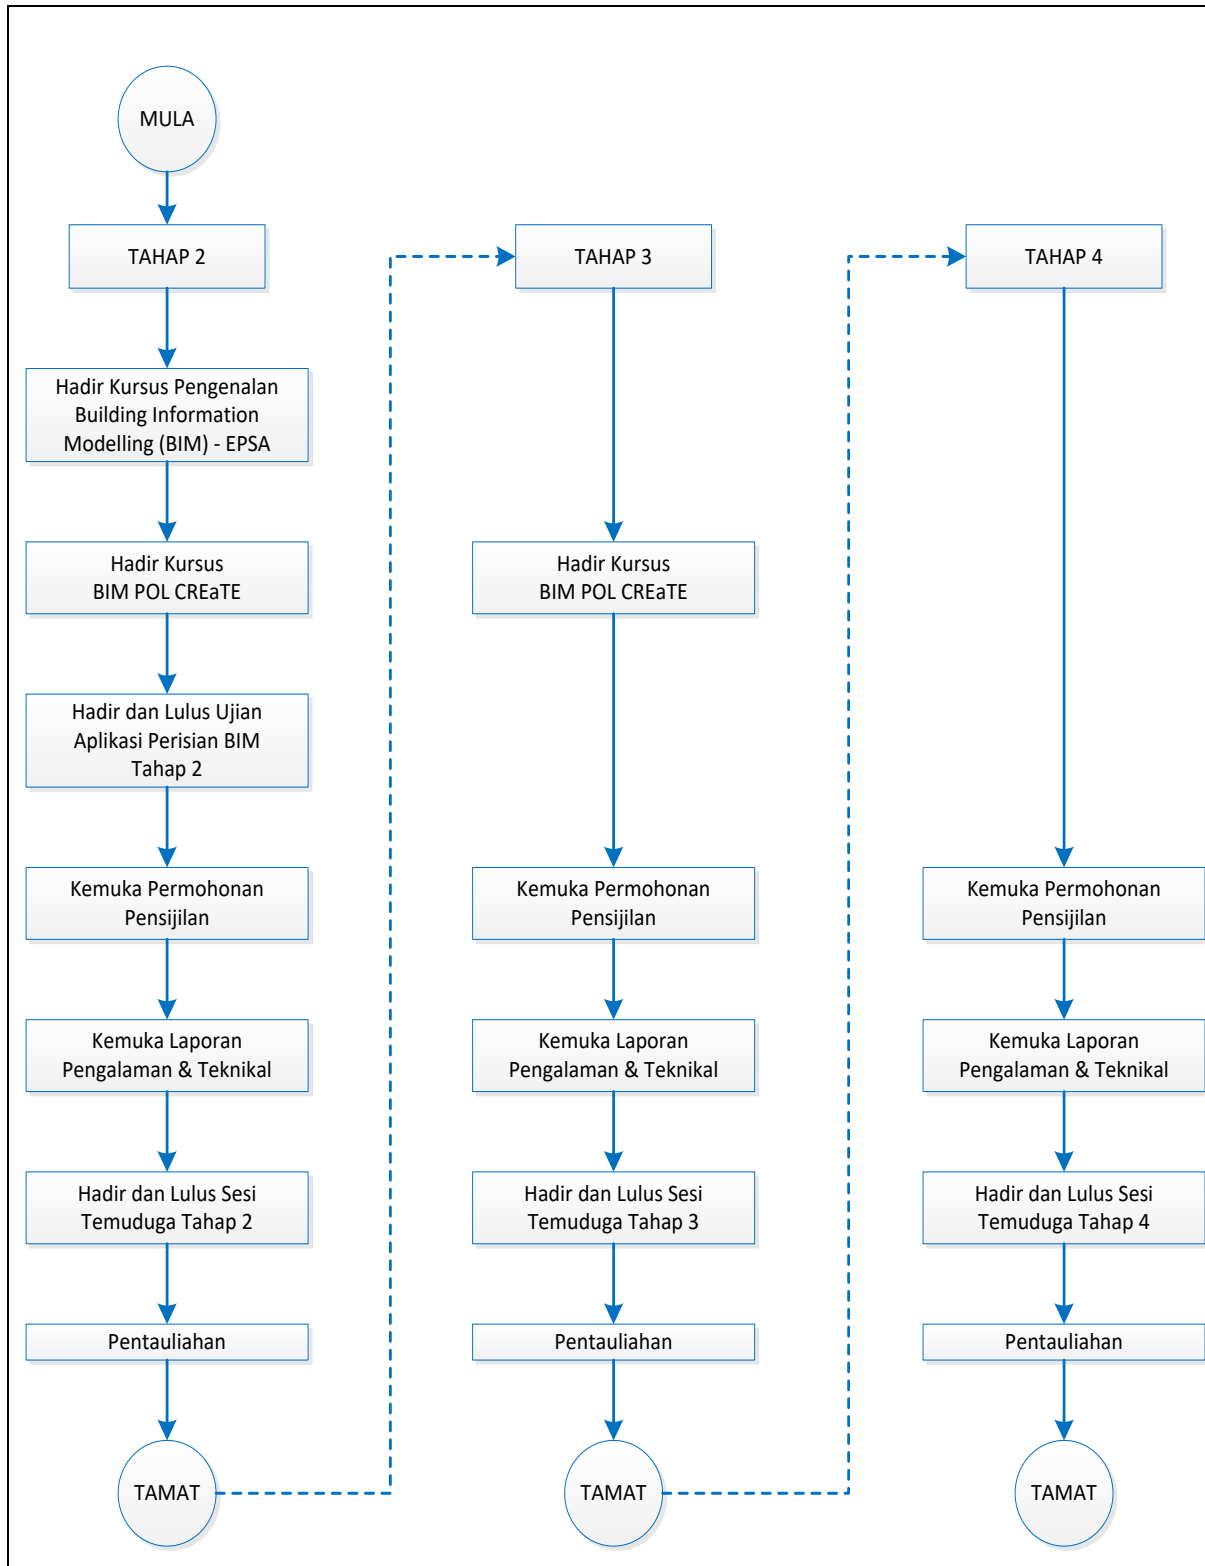 MULA
TAHAP 2
Hadir Kursus Pengenalan
Building Information
Modelling (BIM) - EPSA
Hadir Kursus
BIM POL CREaTE
Hadir dan Lulus Ujian
Aplikasi Perisian BIM
Tahap 2
Kemuka Permohonan
Pensijilan
Kemuka Laporan
Pengalaman & Teknikal
Hadir dan Lulus Sesi
Temuduga Tahap 2
Pentauliahan
TAMAT
TAHAP 3
Hadir Kursus
BIM POL CREaTE
Kemuka Permohonan
Pensijilan
Kemuka Laporan
Pengalaman & Teknikal
Hadir dan Lulus Sesi
Temuduga Tahap 3
Pentauliahan
TAMAT
TAHAP 4
Kemuka Permohonan
Pensijilan
Kemuka Laporan
Pengalaman & Teknikal
Hadir dan Lulus Sesi
Temuduga Tahap 4
Pentauliahan
TAMAT